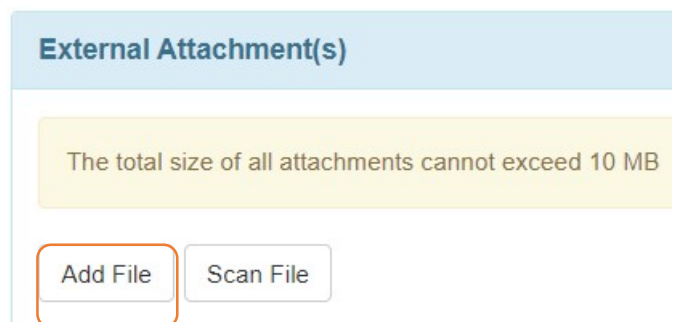 External Attachment(s)
The total size of all attachments cannot exceed 10 MB
Add File Scan File